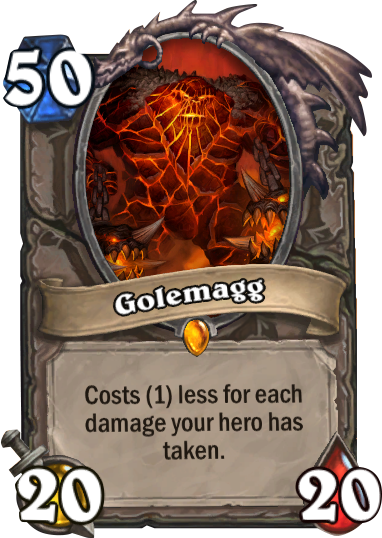 50
Golemagg
Costs (1) less for each
damage your hero has
taken.
20
20